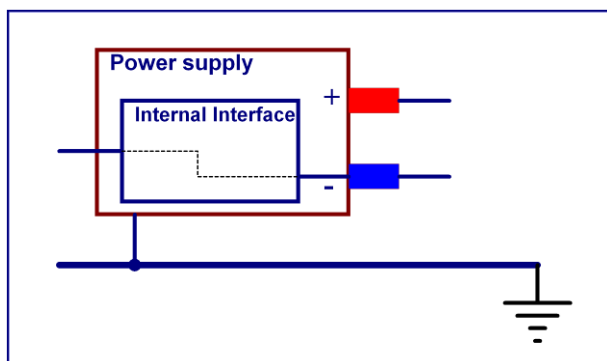 Power supply
+
Internal Interface
-